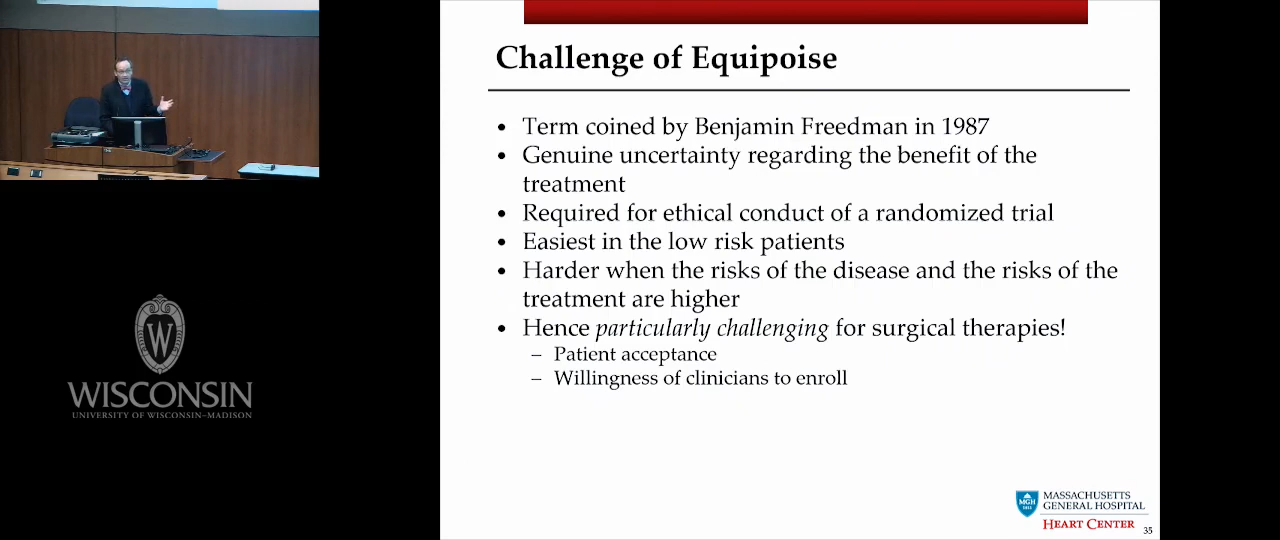 Challenge of Equipoise
• Term coined by Benjamin Freedman in 1987
• Genuine uncertainty regarding the benefit of the
treatment
• Required for ethical conduct of a randomized trial
• Easiest in the low risk patients
• Harder when the risks of the disease and the risks of the
treatment are higher
• Hence particularly challenging for surgical therapies!
– Patient acceptance
– Willingness of clinicians to enroll
W
WISCONSIN
UNIVERSITY OF WISCONSIN–MADISON
MGH
1811
MASSACHUSETTS
GENERAL HOSPITAL
HEART CENTER
35